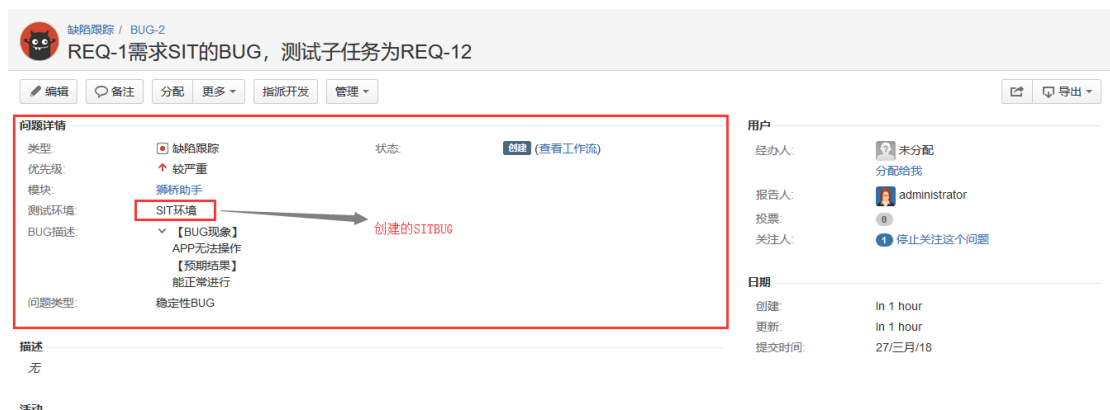 缺陷跟踪 / BUG-2
REQ-1需求SIT的BUG，测试子任务为REQ-12
编辑 备注 分配 更多 指派开发 管理 导出
问题详情
类型: 缺陷跟踪 状态: 创建 (查看工作流)
优先级: 较严重
模块: 狮桥助手
测试环境: SIT环境
创建的SITBUG
BUG描述: 【BUG现象】
APP无法操作
【预期结果】
能正常进行
问题类型: 稳定性BUG
描述
无
活动
用户
经办人: 未分配
分配给我
报告人: administrator
投票: 0
关注人: 1 停止关注这个问题
日期
创建: In 1 hour
更新: In 1 hour
提交时间: 27/三月/18